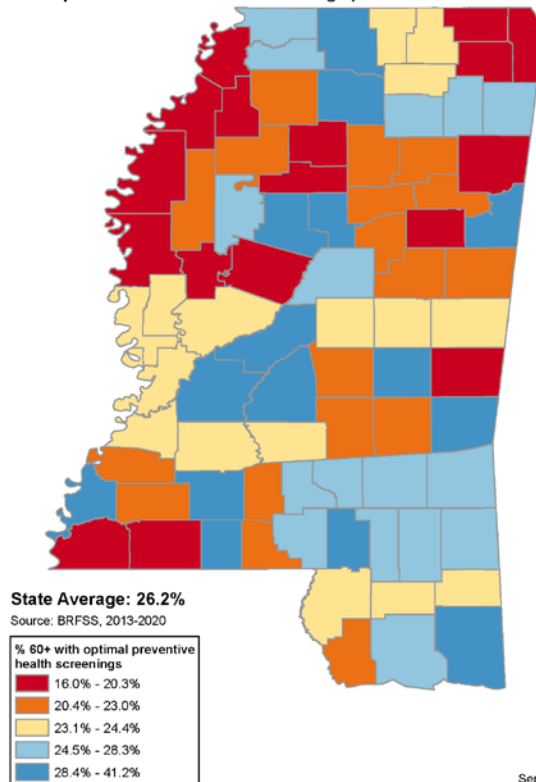 State Average: 26.2%
Source: BRFSS, 2013-2020
% 60+ with optimal preventive
health screenings
16.0% - 20.3%
20.4% - 23.0%
23.1% - 24.4%
24.5% - 28.3%
28.4% - 41.2%